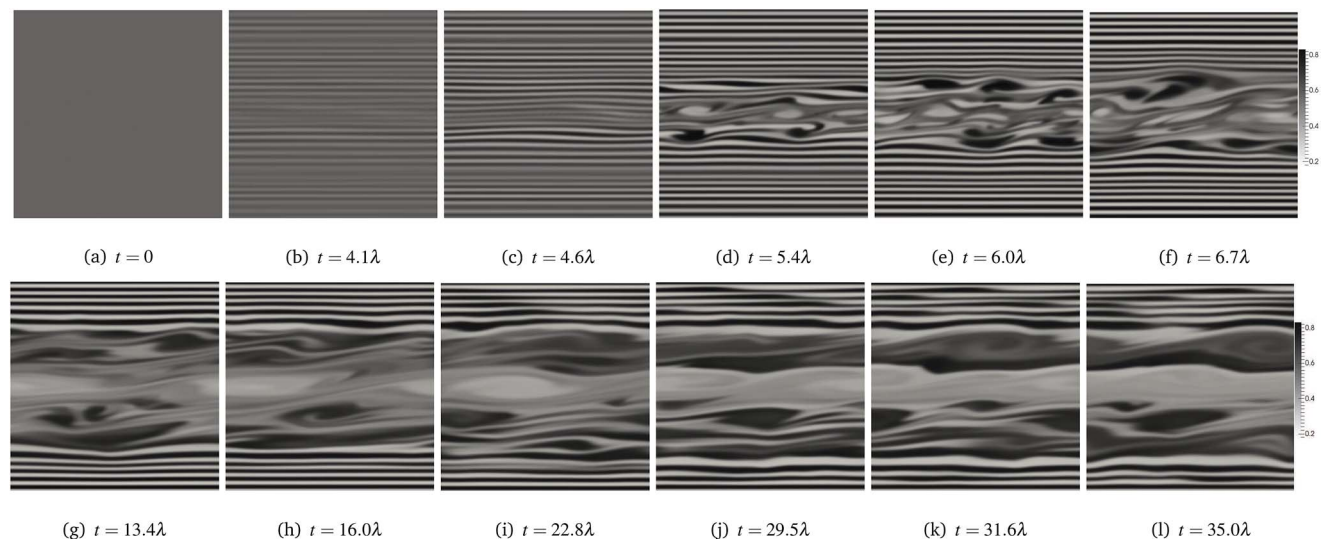 0.8
0.6
0.4
0.2
(a) t = 0
(b) t = 4.1λ
(c) t = 4.6λ
(d) t = 5.4λ
(e) t = 6.0λ
(f) t = 6.7λ
0.8
0.6
0.4
0.2
(g) t = 13.4λ
(h) t = 16.0λ
(i) t = 22.8λ
(j) t = 29.5λ
(k) t = 31.6λ
(l) t = 35.0λ